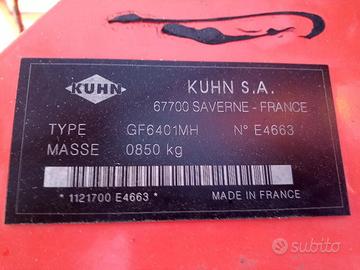 KUHN
KUHN S.A.
67700 SAVERNE - FRANCE
TYPE GF6401MH N° E4663
MASSE 0850 kg
* 1121700 E4663 *
MADE IN FRANCE
subito